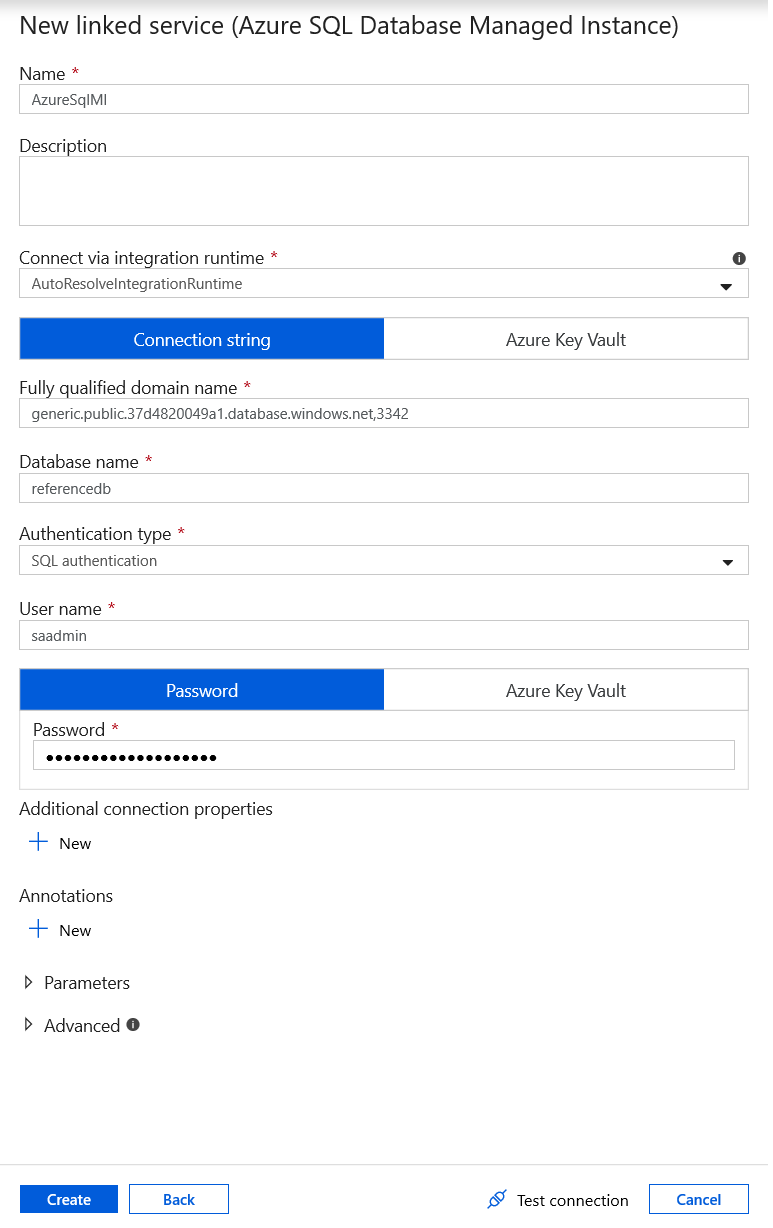 New linked service (Azure SQL Database Managed Instance)
Name *
AzureSqlMI
Description
Connect via integration runtime *
AutoResolveIntegrationRuntime
Connection string
Azure Key Vault
Fully qualified domain name *
generic.public.37d4820049a1.database.windows.net,3342
Database name *
referencedb
Authentication type *
SQL authentication
User name *
saadmin
Password
Azure Key Vault
Password *
•••••••••••••••••••
Additional connection properties
New
Annotations
New
Parameters
Advanced
Create
Back
Test connection
Cancel